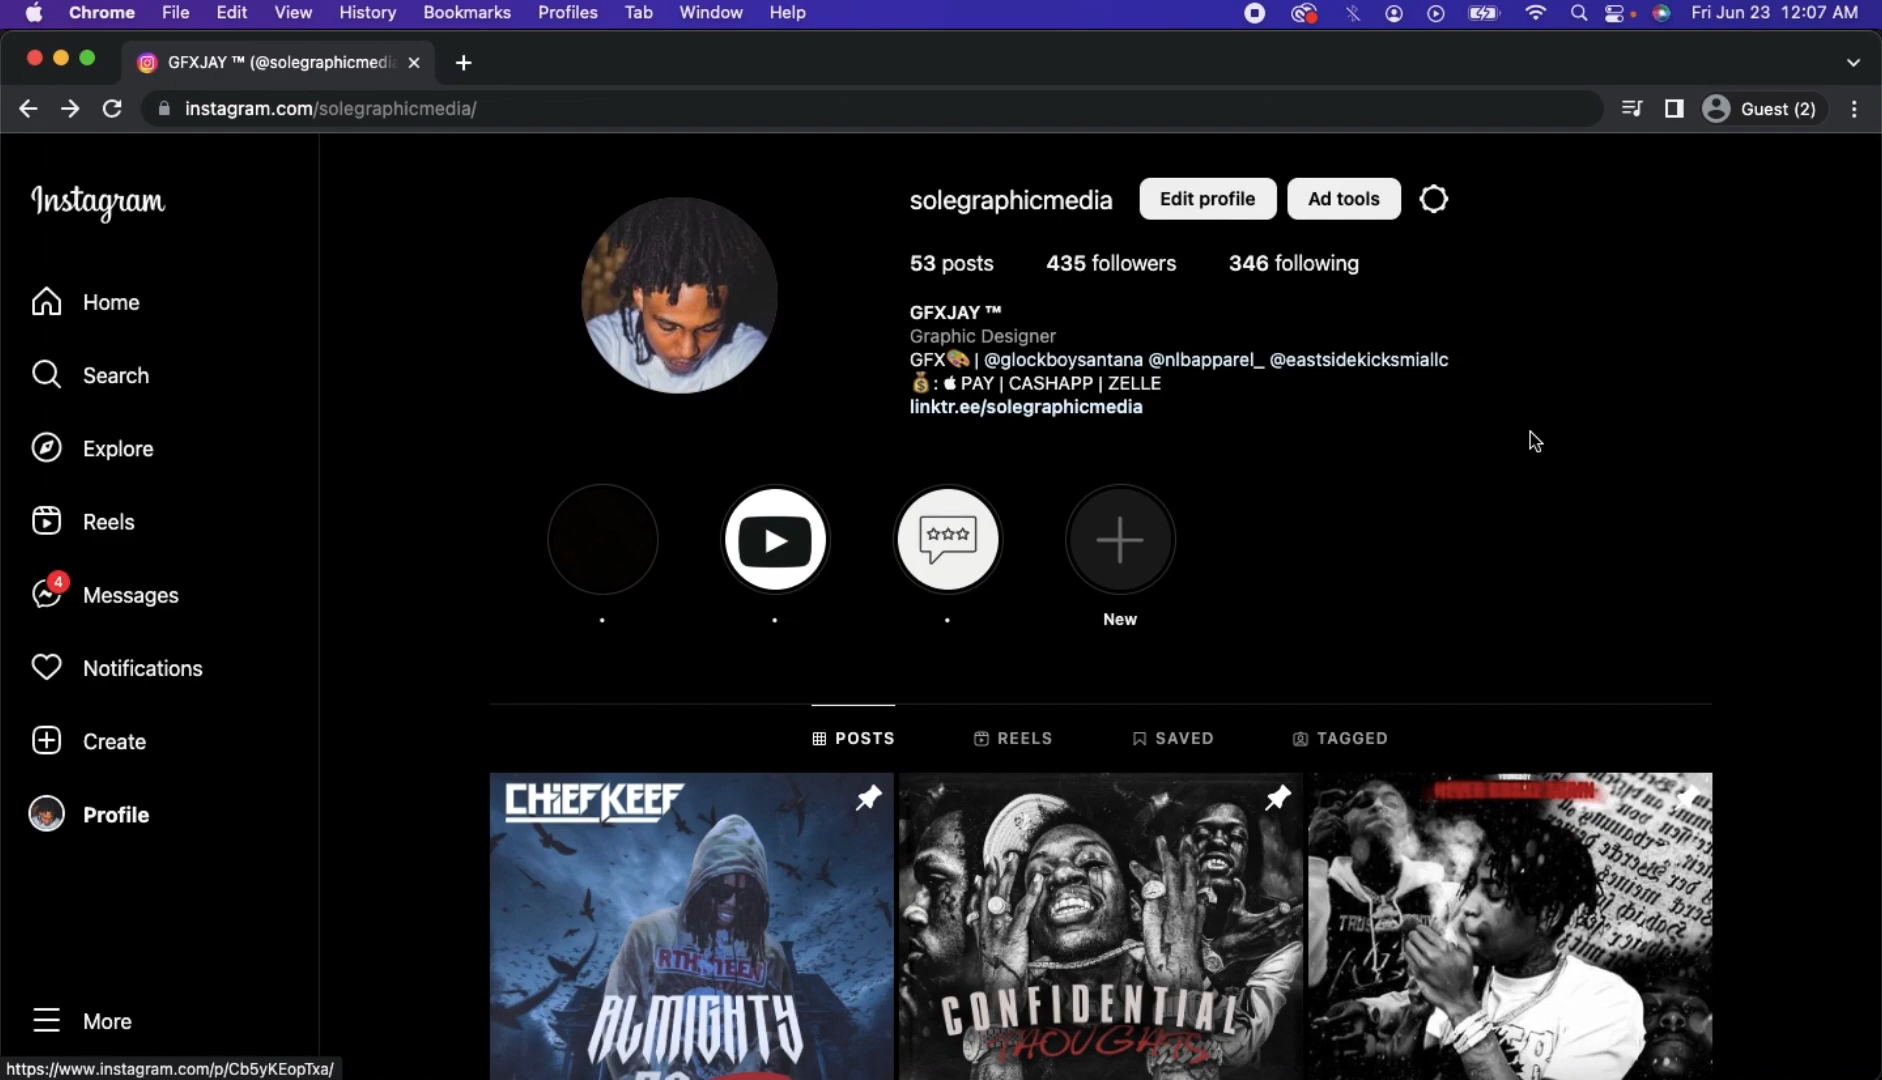 Chrome File Edit View History Bookmarks Profiles Tab Window Help Fri Jun 23 12:07 AM
GFXJAY ™ (@solegraphicmedia
instagram.com/solegraphicmedia/
Guest (2)
Instagram
solegraphicmedia Edit profile Ad tools
53 posts 435 followers 346 following
GFXJAY ™
Graphic Designer
GFX🎨 | @glockboysantana @nlbapparel_ @eastsidekicksmiallc
💰: PAY | CASHAPP | ZELLE
linktr.ee/solegraphicmedia
Home
Search
Explore
Reels
4
Messages
Notifications
Create
Profile
More
New
POSTS REELS SAVED TAGGED
CHIEF KEEF
ALMIGHTY
CONFIDENTIAL
THOUGHTS
https://www.instagram.com/p/Cb5yKEopTxa/